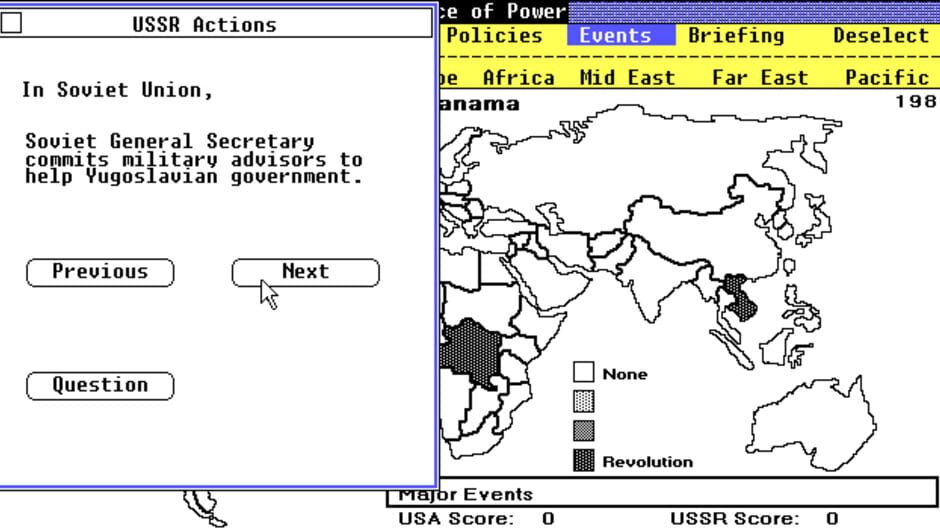 USSR Actions
ce of Power
Policies Events Briefing Deselect
pe Africa Mid East Far East Pacific
anama 198
In Soviet Union,
Soviet General Secretary
commits military advisors to
help Yugoslavian government.
Previous Next
Question
None
Revolution
Major Events
USA Score: 0 USSR Score: 0